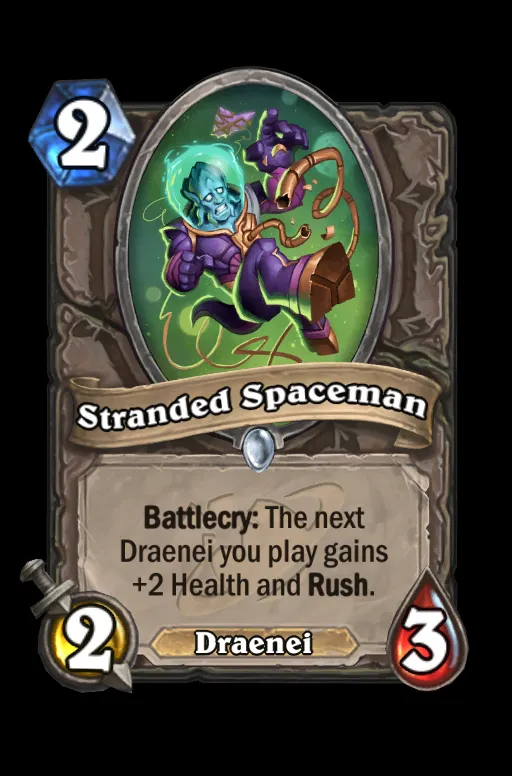 2
Stranded Spaceman
Battlecry: The next
Draenei you play gains
+2 Health and Rush.
2
Draenei
3